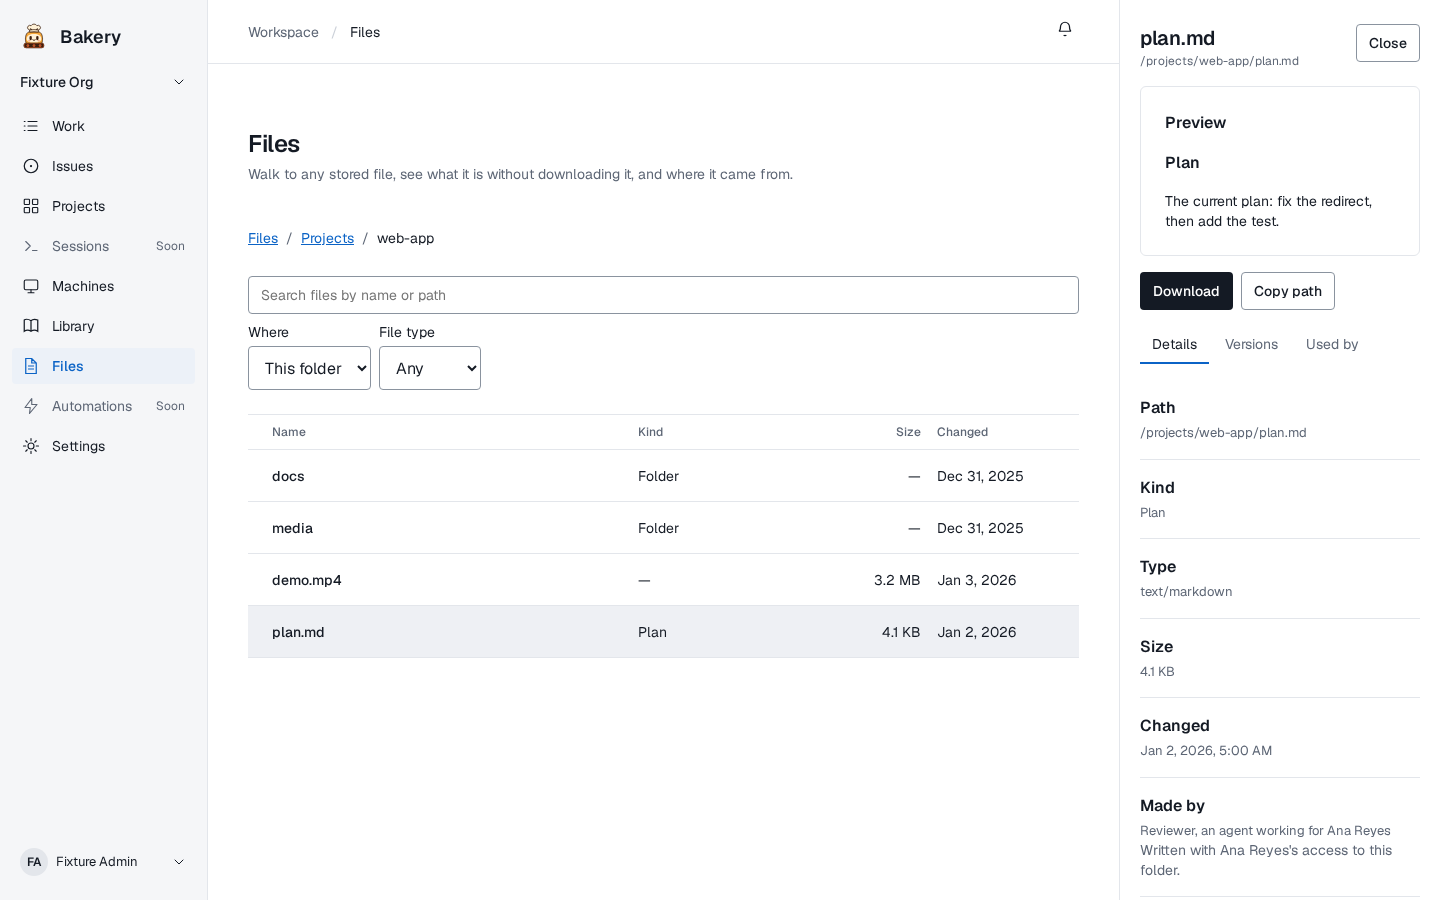 Bakery
Fixture Org
Work
Issues
Projects
Sessions Soon
Machines
Library
Files
Automations Soon
Settings
FA Fixture Admin
Workspace / Files
Files
Walk to any stored file, see what it is without downloading it, and where it came from.
Files / Projects / web-app
Search files by name or path
Where File type
This folder Any
Name Kind Size Changed
docs Folder — Dec 31, 2025
media Folder — Dec 31, 2025
demo.mp4 — 3.2 MB Jan 3, 2026
plan.md Plan 4.1 KB Jan 2, 2026
plan.md
/projects/web-app/plan.md
Close
Preview
Plan
The current plan: fix the redirect,
then add the test.
Download Copy path
Details Versions Used by
Path
/projects/web-app/plan.md
Kind
Plan
Type
text/markdown
Size
4.1 KB
Changed
Jan 2, 2026, 5:00 AM
Made by
Reviewer, an agent working for Ana Reyes
Written with Ana Reyes's access to this
folder.